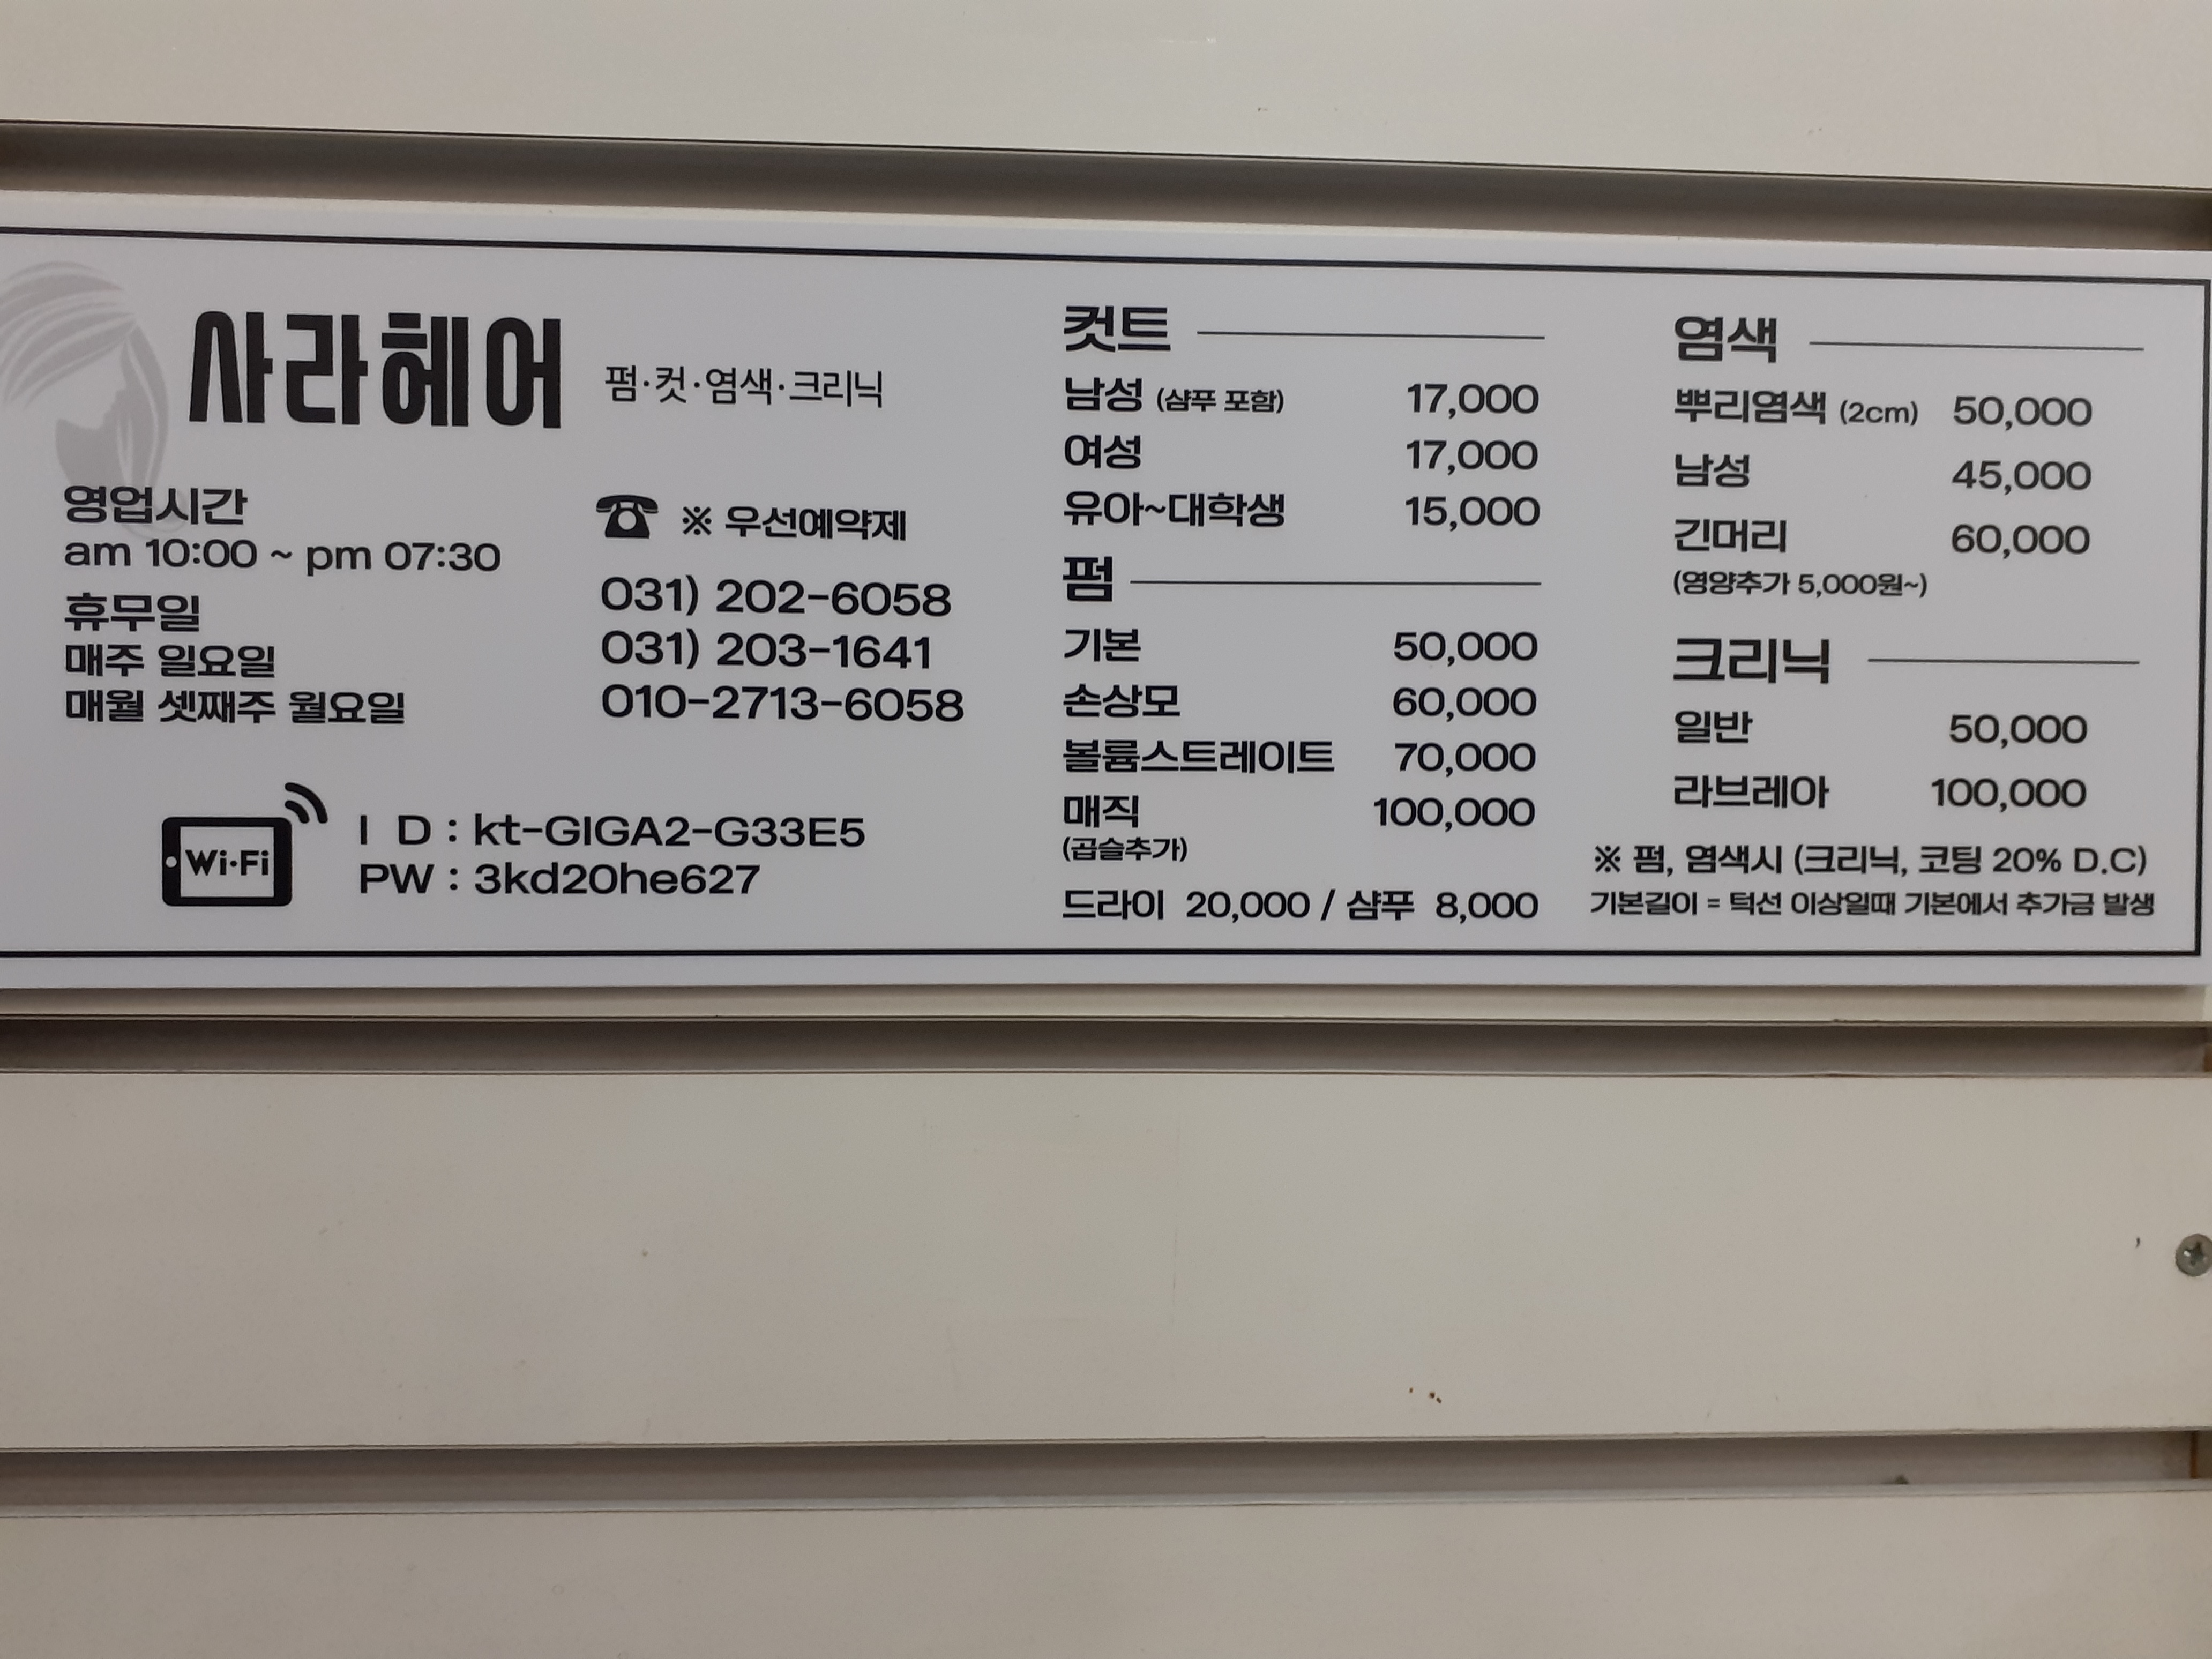 사라헤어 펌·컷·염색·크리닉
영업시간
am 10:00 ~ pm 07:30
휴무일
매주 일요일
매월 셋째주 월요일
※ 우선예약제
031) 202-6058
031) 203-1641
010-2713-6058
Wi-Fi
I D : kt-GIGA2-G33E5
PW : 3kd20he627
컷트
남성 (샴푸 포함) 17,000
여성 17,000
유아~대학생 15,000
펌
기본 50,000
손상모 60,000
볼륨스트레이트 70,000
매직 100,000
(곱슬추가)
드라이 20,000 / 샴푸 8,000
염색
뿌리염색 (2cm) 50,000
남성 45,000
긴머리 60,000
(영양추가 5,000원~)
크리닉
일반 50,000
라브레아 100,000
※ 펌, 염색시 (크리닉, 코팅 20% D.C)
기본길이 = 턱선 이상일때 기본에서 추가금 발생